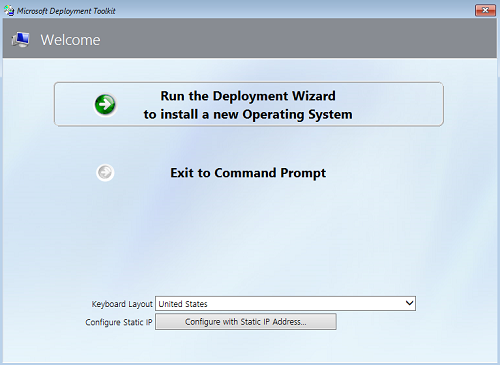 Microsoft Deployment Toolkit
Welcome
Run the Deployment Wizard
to install a new Operating System
Exit to Command Prompt
Keyboard Layout United States
Configure Static IP Configure with Static IP Address...